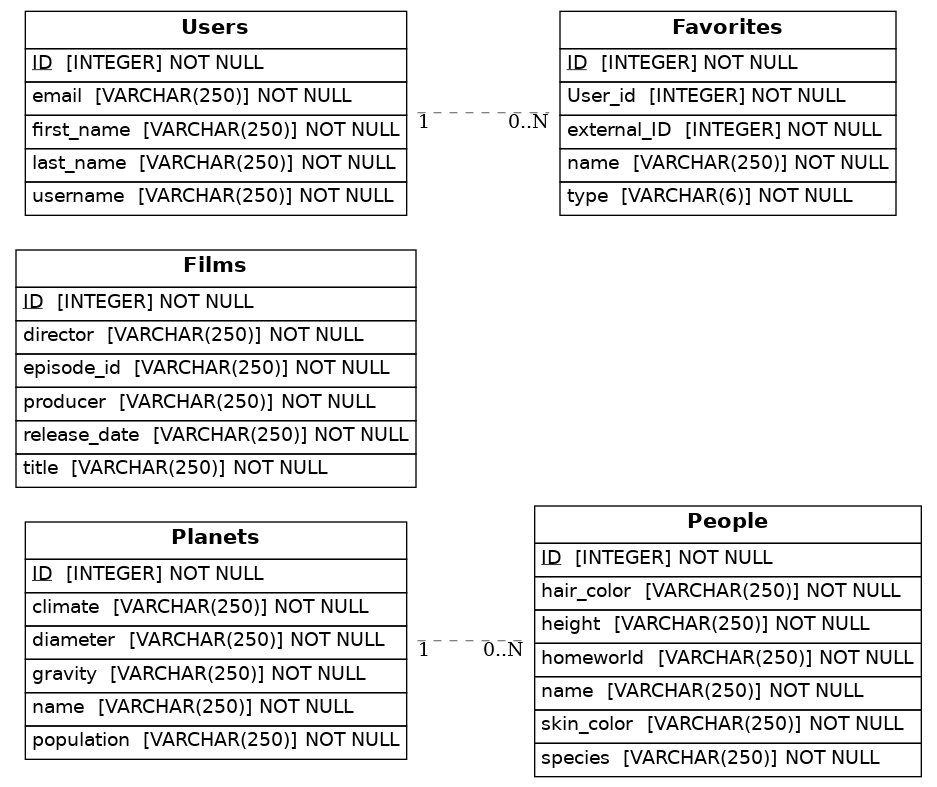 Users
ID [INTEGER] NOT NULL
email [VARCHAR(250)] NOT NULL
first_name [VARCHAR(250)] NOT NULL
last_name [VARCHAR(250)] NOT NULL
username [VARCHAR(250)] NOT NULL
1
0..N
Favorites
ID [INTEGER] NOT NULL
User_id [INTEGER] NOT NULL
external_ID [INTEGER] NOT NULL
name [VARCHAR(250)] NOT NULL
type [VARCHAR(6)] NOT NULL
Films
ID [INTEGER] NOT NULL
director [VARCHAR(250)] NOT NULL
episode_id [VARCHAR(250)] NOT NULL
producer [VARCHAR(250)] NOT NULL
release_date [VARCHAR(250)] NOT NULL
title [VARCHAR(250)] NOT NULL
Planets
ID [INTEGER] NOT NULL
climate [VARCHAR(250)] NOT NULL
diameter [VARCHAR(250)] NOT NULL
gravity [VARCHAR(250)] NOT NULL
name [VARCHAR(250)] NOT NULL
population [VARCHAR(250)] NOT NULL
1
0..N
People
ID [INTEGER] NOT NULL
hair_color [VARCHAR(250)] NOT NULL
height [VARCHAR(250)] NOT NULL
homeworld [VARCHAR(250)] NOT NULL
name [VARCHAR(250)] NOT NULL
skin_color [VARCHAR(250)] NOT NULL
species [VARCHAR(250)] NOT NULL